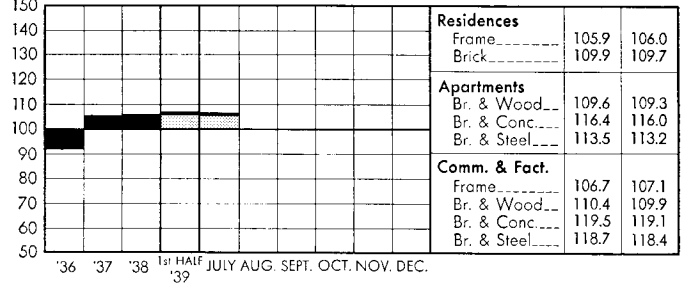 150
140
130
120
110
100
90
80
70
60
50
'36 '37 '38 1st HALF '39 JULY AUG. SEPT. OCT. NOV. DEC.
Residences
Frame_______ 105.9 106.0
Brick________ 109.9 109.7
Apartments
Br. & Wood__ 109.6 109.3
Br. & Conc.___ 116.4 116.0
Br. & Steel____ 113.5 113.2
Comm. & Fact.
Frame_______ 106.7 107.1
Br. & Wood__ 110.4 109.9
Br. & Conc.___ 119.5 119.1
Br. & Steel____ 118.7 118.4